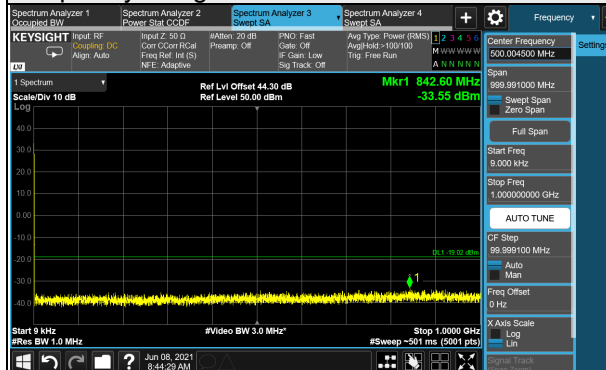 Spectrum Analyzer 1
Occupied BW
Spectrum Analyzer 2
Power Stat CCDF
Spectrum Analyzer 3
Swept SA
Spectrum Analyzer 4
Swept SA
+
Frequency
KEYSIGHT
Input: RF
Coupling: DC
Align: Auto
Input Z: 50 Ω
Corr CCorr RCal
Freq Ref: Int (S)
NFE: Adaptive
#Atten: 20 dB
Preamp: Off
PNO: Fast
Gate: Off
IF Gain: Low
Sig Track: Off
Avg Type: Power (RMS)
Avg|Hold:>100/100
Trig: Free Run
1 2 3 4 5 6
M W W W W W
A N N N N N
LXI
Center Frequency
500.004500 MHz
Settings
Span
999.991000 MHz
Swept Span
Zero Span
Full Span
Start Freq
9.000 kHz
Stop Freq
1.000000000 GHz
AUTO TUNE
CF Step
99.999100 MHz
Auto
Man
Freq Offset
0 Hz
X Axis Scale
Log
Lin
Signal Track
1 Spectrum
Scale/Div 10 dB
Log
Ref Lvl Offset 44.30 dB
Ref Level 50.00 dBm
Mkr1 842.60 MHz
-33.55 dBm
40.0
30.0
20.0
10.0
0.00
-10.0
-20.0
-30.0
-40.0
DL1 -19.02 dBm
1
Start 9 kHz
#Res BW 1.0 MHz
#Video BW 3.0 MHz*
Stop 1.0000 GHz
#Sweep ~501 ms (5001 pts)
?
Jun 08, 2021
8:44:29 AM